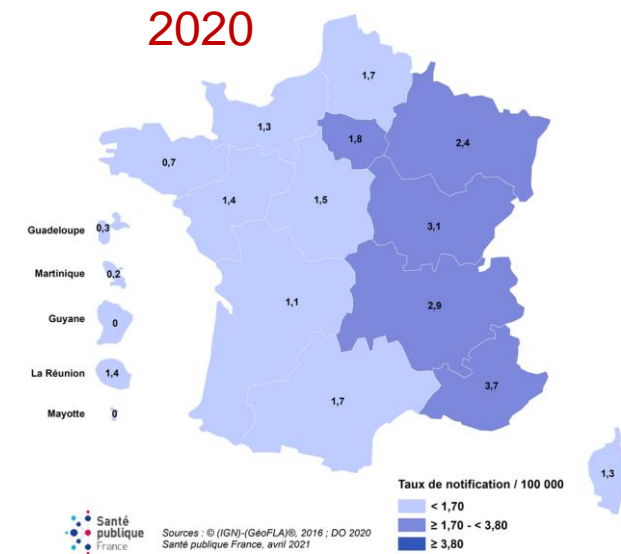 2020
1,7
1,3
1,8
2,4
0,7
1,4
1,5
3,1
Guadeloupe 0,3
Martinique 0,2
1,1
2,9
Guyane 0
La Réunion 1,4
1,7
3,7
Mayotte 0
1,3
Taux de notification / 100 000
< 1,70
≥ 1,70 - < 3,80
≥ 3,80
Santé
publique
France
Sources : © (IGN)-(GéoFLA)®, 2016 ; DO 2020
Santé publique France, avril 2021